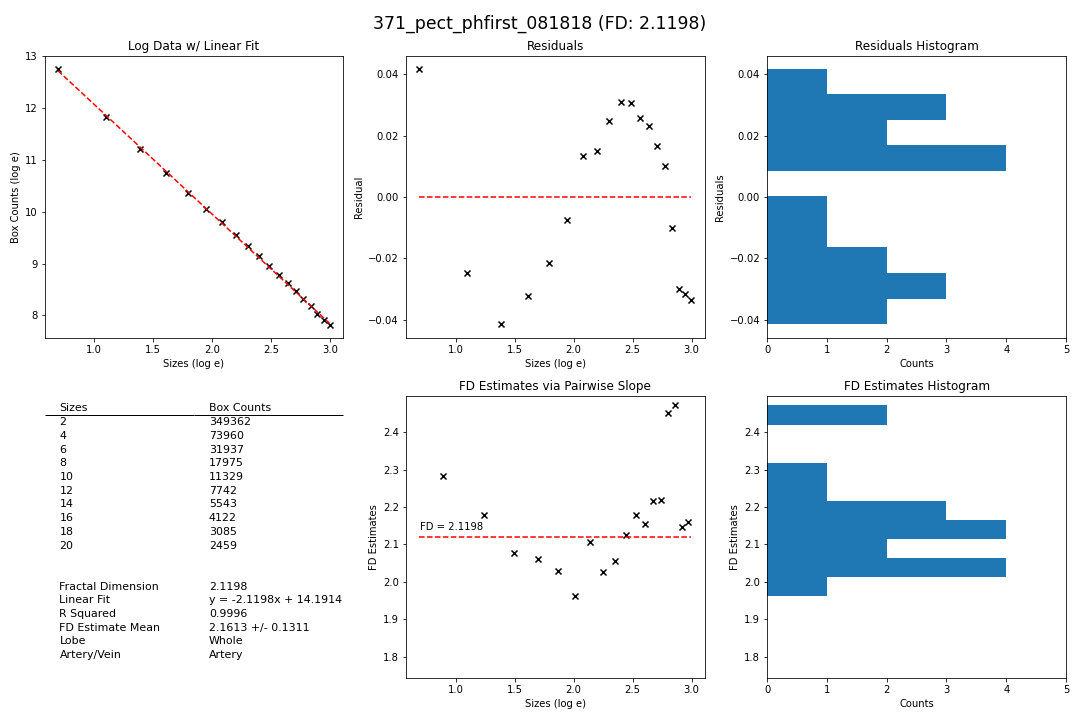 371_pect_phfirst_081818 (FD: 2.1198)
Log Data w/ Linear Fit
13
12
11
10
9
8
Box Counts (log e)
1.0 1.5 2.0 2.5 3.0
Sizes (log e)
Residuals
0.04
0.02
0.00
−0.02
−0.04
Residual
1.0 1.5 2.0 2.5 3.0
Sizes (log e)
Residuals Histogram
0.04
0.02
0.00
−0.02
−0.04
Residuals
0 1 2 3 4 5
Counts
Sizes Box Counts
2 349362
4 73960
6 31937
8 17975
10 11329
12 7742
14 5543
16 4122
18 3085
20 2459
Fractal Dimension 2.1198
Linear Fit y = -2.1198x + 14.1914
R Squared 0.9996
FD Estimate Mean 2.1613 +/- 0.1311
Lobe Whole
Artery/Vein Artery
FD Estimates via Pairwise Slope
2.4
2.3
2.2
2.1
2.0
1.9
1.8
FD Estimates
FD = 2.1198
1.0 1.5 2.0 2.5 3.0
Sizes (log e)
FD Estimates Histogram
2.4
2.3
2.2
2.1
2.0
1.9
1.8
FD Estimates
0 1 2 3 4 5
Counts